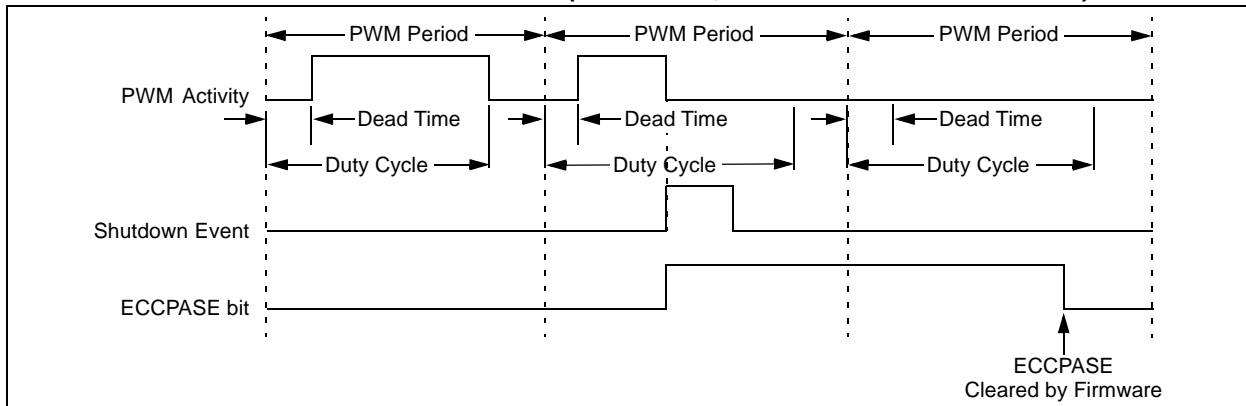 PWM Period PWM Period PWM Period
PWM Activity
Dead Time Dead Time Dead Time
Duty Cycle Duty Cycle Duty Cycle
Shutdown Event
ECCPASE bit
ECCPASE
Cleared by Firmware